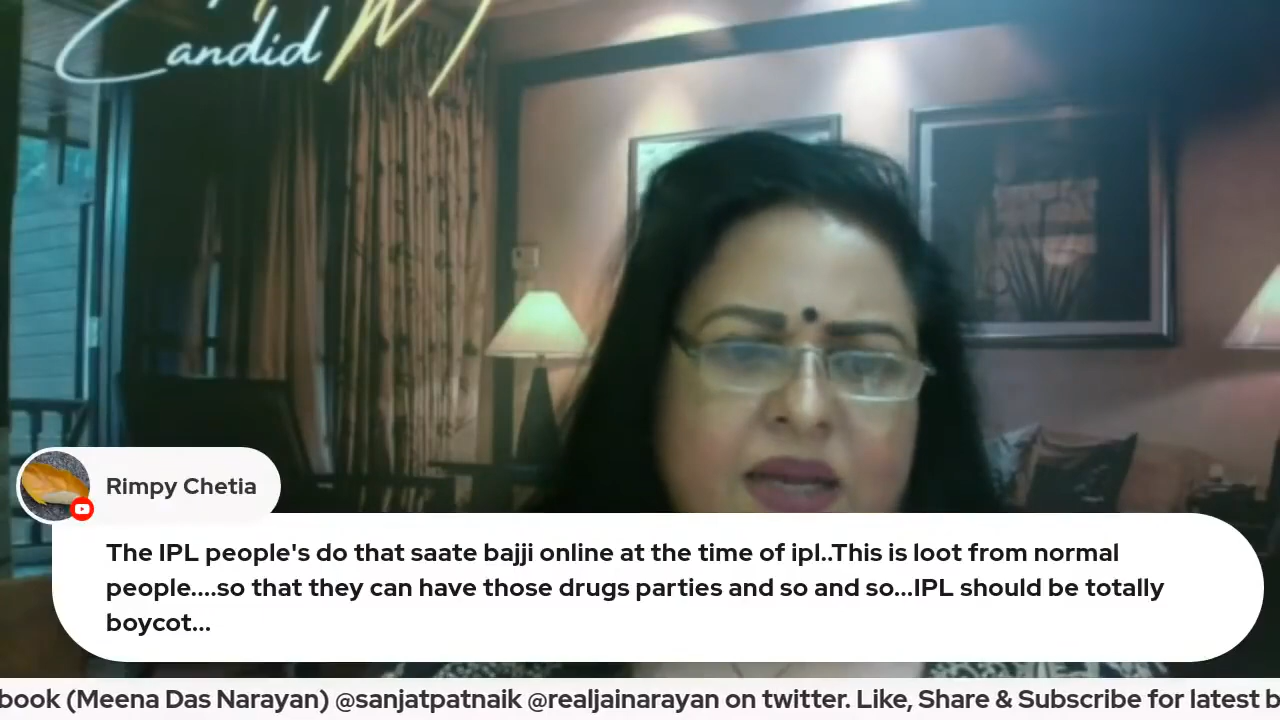 Candid M
Rimpy Chetia
The IPL people's do that saate bajji online at the time of ipl..This is loot from normal
people....so that they can have those drugs parties and so and so...IPL should be totally
boycot...
book (Meena Das Narayan) @sanjatpatnaik @realjainarayan on twitter. Like, Share & Subscribe for latest b